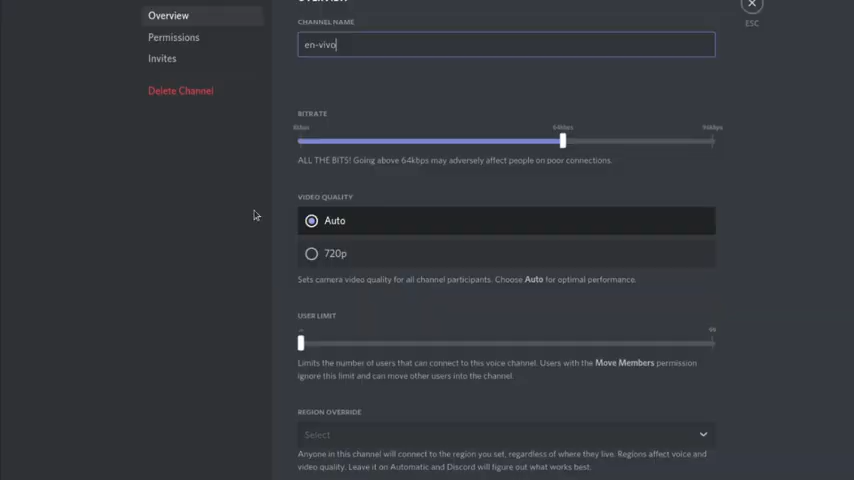 Overview
Permissions
Invites
Delete Channel
ESC
CHANNEL NAME
en-vivo
BITRATE
8kbps
64kbps
96kbps
ALL THE BITS! Going above 64kbps may adversely affect people on poor connections.
VIDEO QUALITY
Auto
720p
Sets camera video quality for all channel participants. Choose Auto for optimal performance.
USER LIMIT
∞
99
Limits the number of users that can connect to this voice channel. Users with the Move Members permission
ignore this limit and can move other users into the channel.
REGION OVERRIDE
Select
Anyone in this channel will connect to the region you set, regardless of where they live. Regions affect voice and
video quality. Leave it on Automatic and Discord will figure out what works best.